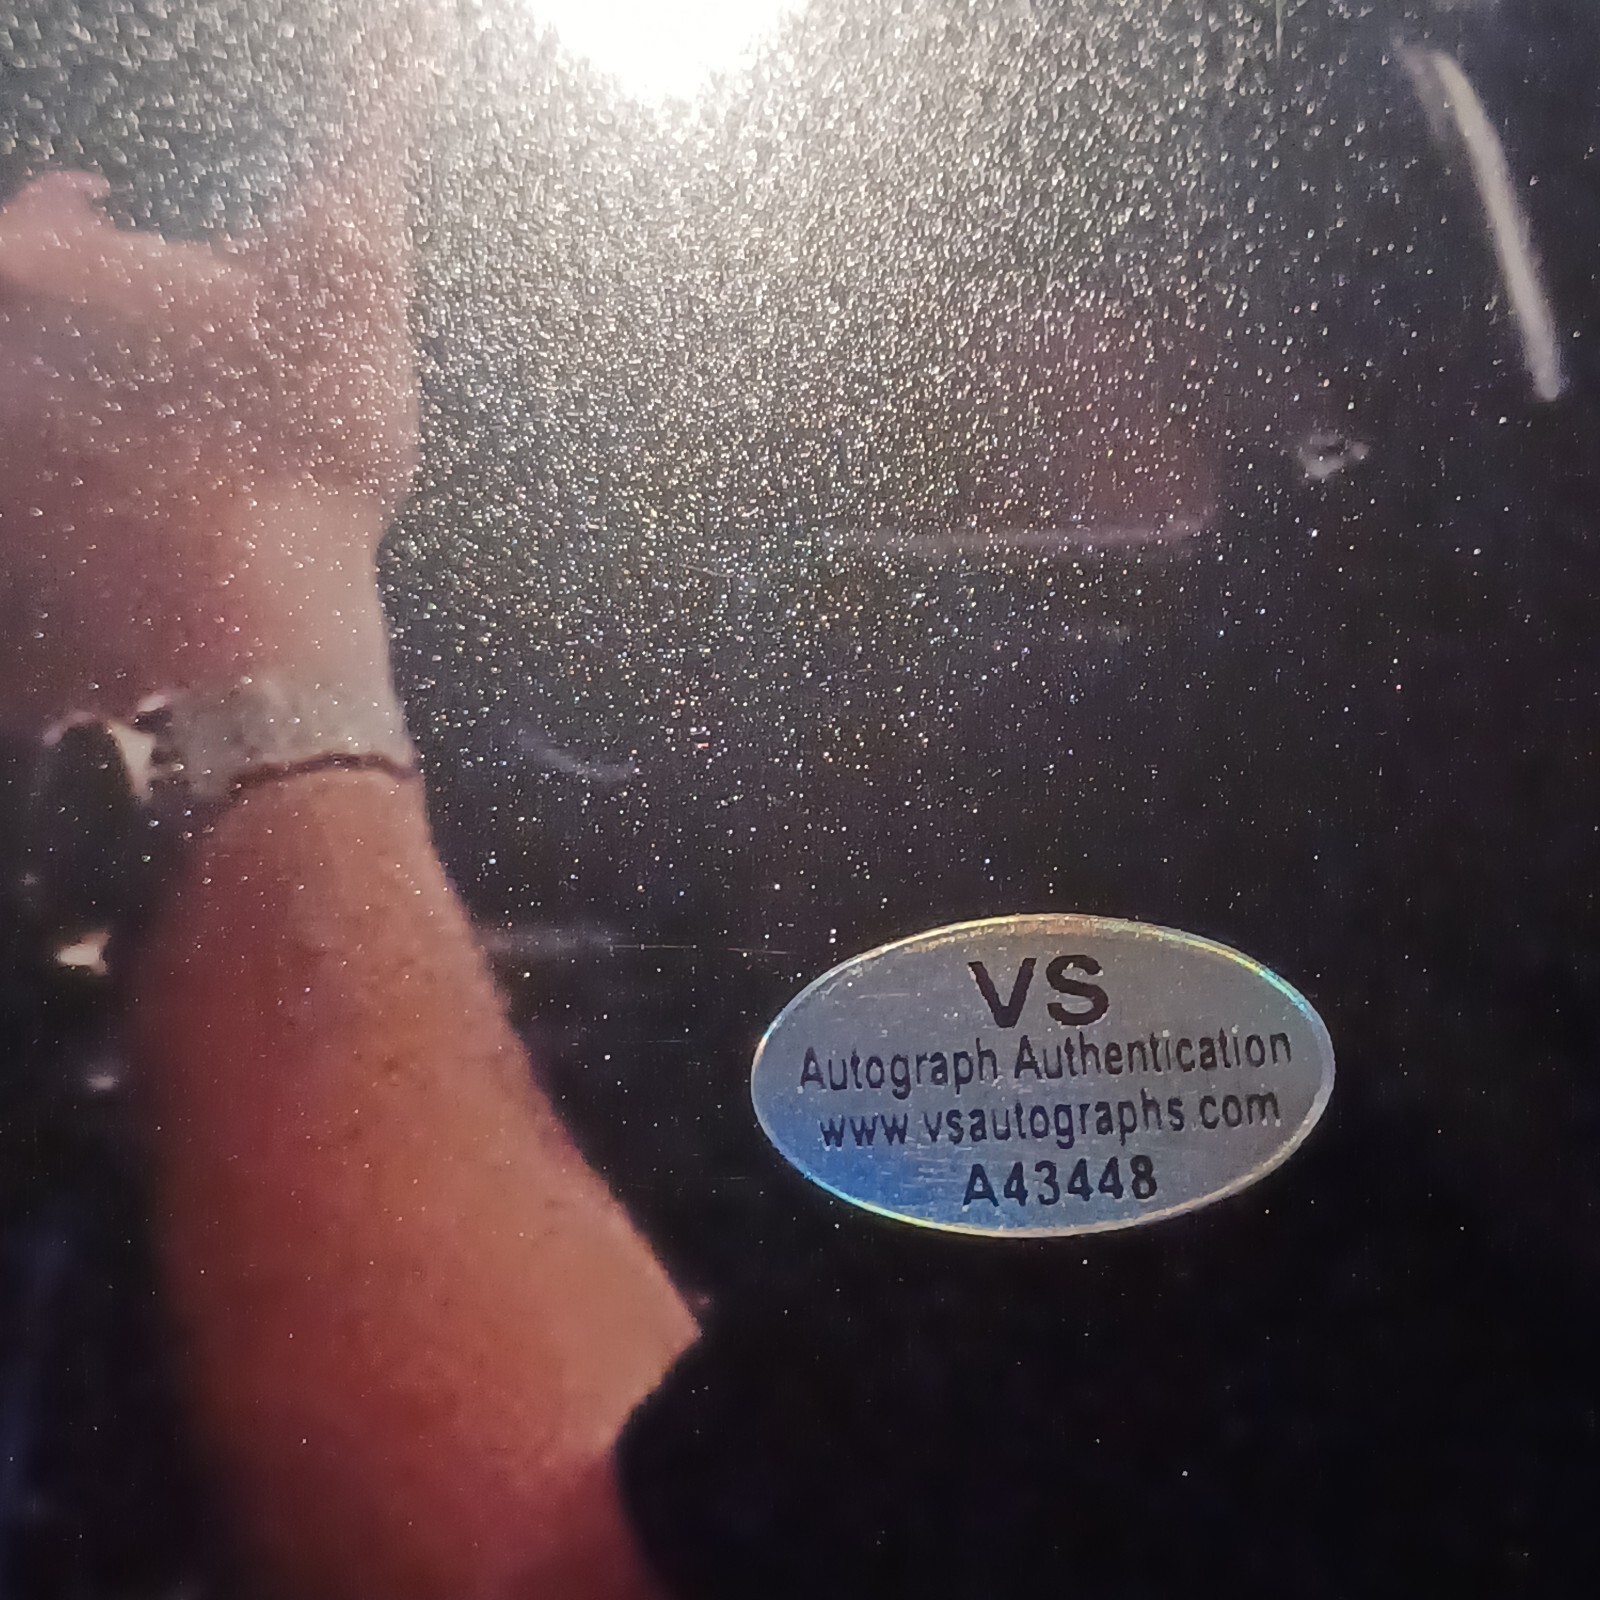 VS
Autograph Authentication
www.vsautographs.com
A43448